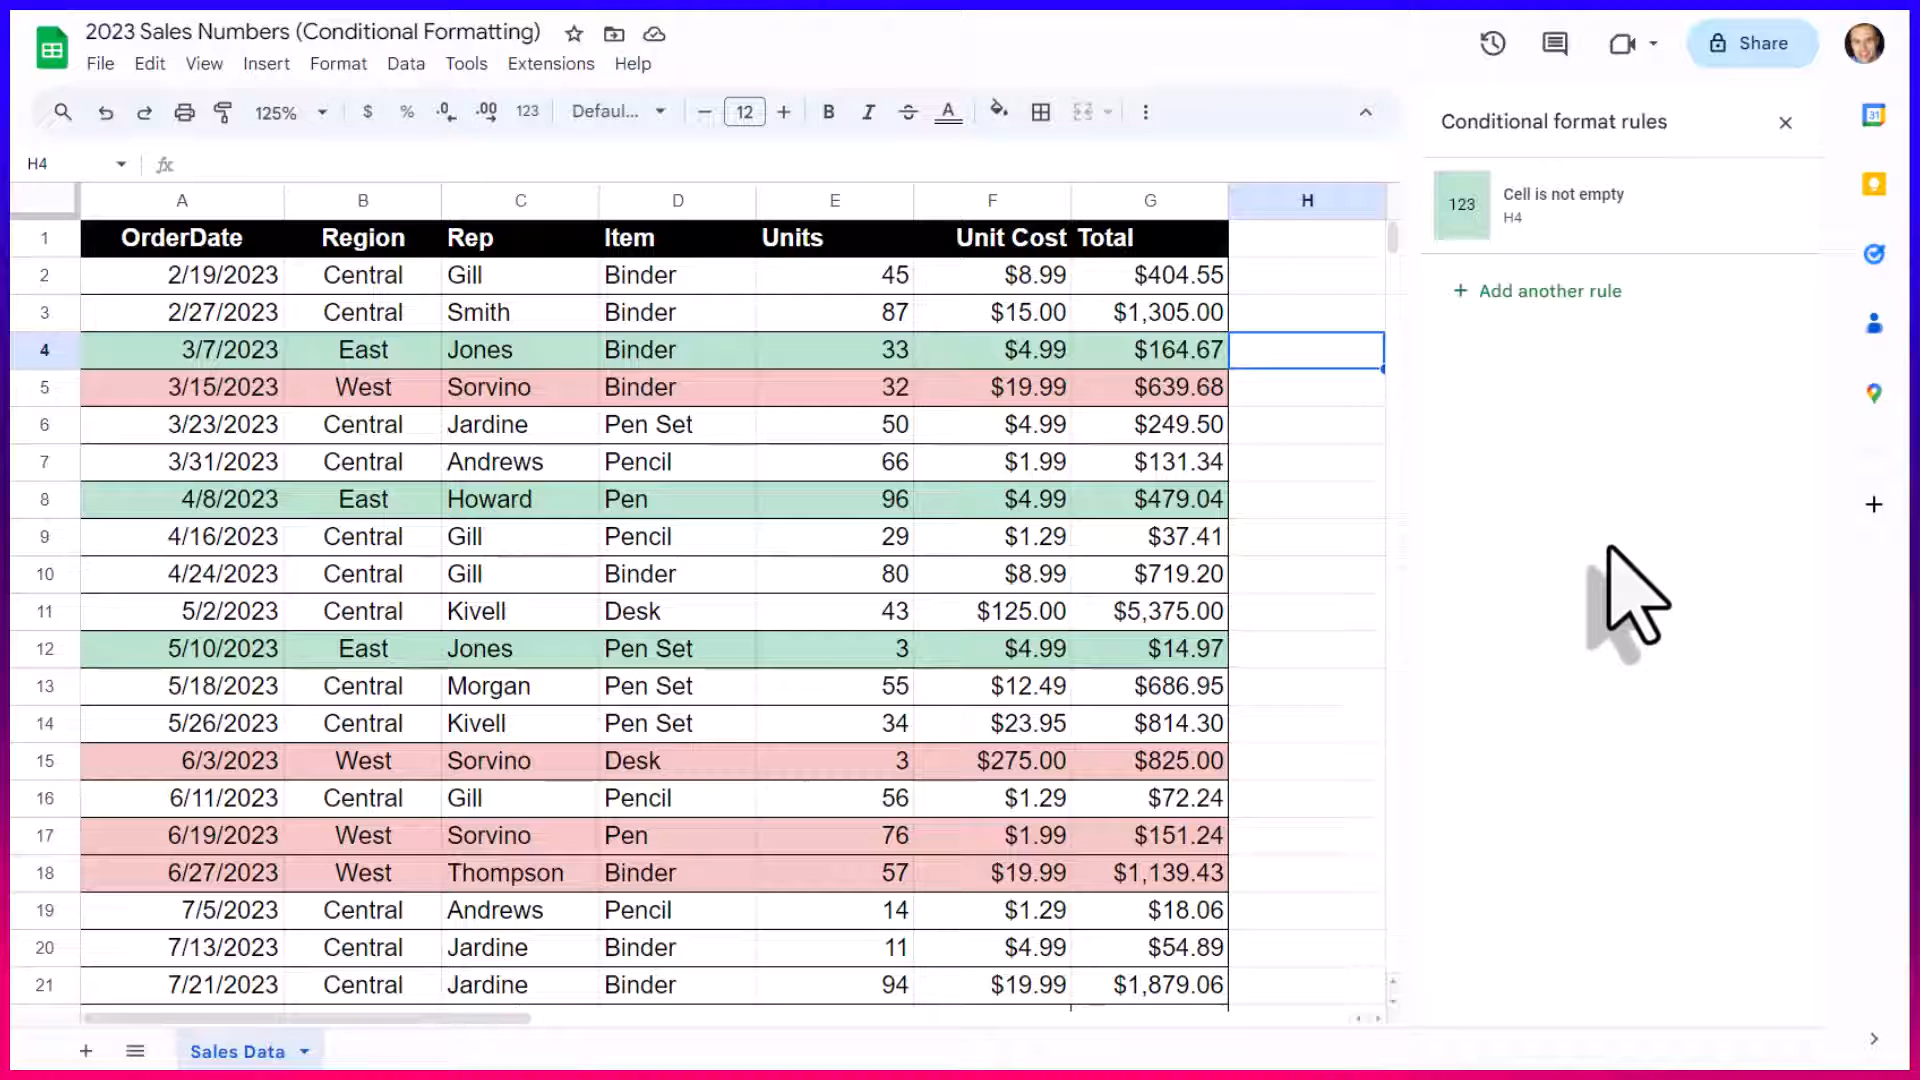 2023 Sales Numbers (Conditional Formatting)
File Edit View Insert Format Data Tools Extensions Help
Share
125% $ % .0 .00 123 Defaul... 12 B I A
H4 fx
Conditional format rules
123 Cell is not empty
H4
+ Add another rule
31
A B C D E F G H
1 OrderDate Region Rep Item Units Unit Cost Total
2 2/19/2023 Central Gill Binder 45 $8.99 $404.55
3 2/27/2023 Central Smith Binder 87 $15.00 $1,305.00
4 3/7/2023 East Jones Binder 33 $4.99 $164.67
5 3/15/2023 West Sorvino Binder 32 $19.99 $639.68
6 3/23/2023 Central Jardine Pen Set 50 $4.99 $249.50
7 3/31/2023 Central Andrews Pencil 66 $1.99 $131.34
8 4/8/2023 East Howard Pen 96 $4.99 $479.04
9 4/16/2023 Central Gill Pencil 29 $1.29 $37.41
10 4/24/2023 Central Gill Binder 80 $8.99 $719.20
11 5/2/2023 Central Kivell Desk 43 $125.00 $5,375.00
12 5/10/2023 East Jones Pen Set 3 $4.99 $14.97
13 5/18/2023 Central Morgan Pen Set 55 $12.49 $686.95
14 5/26/2023 Central Kivell Pen Set 34 $23.95 $814.30
15 6/3/2023 West Sorvino Desk 3 $275.00 $825.00
16 6/11/2023 Central Gill Pencil 56 $1.29 $72.24
17 6/19/2023 West Sorvino Pen 76 $1.99 $151.24
18 6/27/2023 West Thompson Binder 57 $19.99 $1,139.43
19 7/5/2023 Central Andrews Pencil 14 $1.29 $18.06
20 7/13/2023 Central Jardine Binder 11 $4.99 $54.89
21 7/21/2023 Central Jardine Binder 94 $19.99 $1,879.06
Sales Data